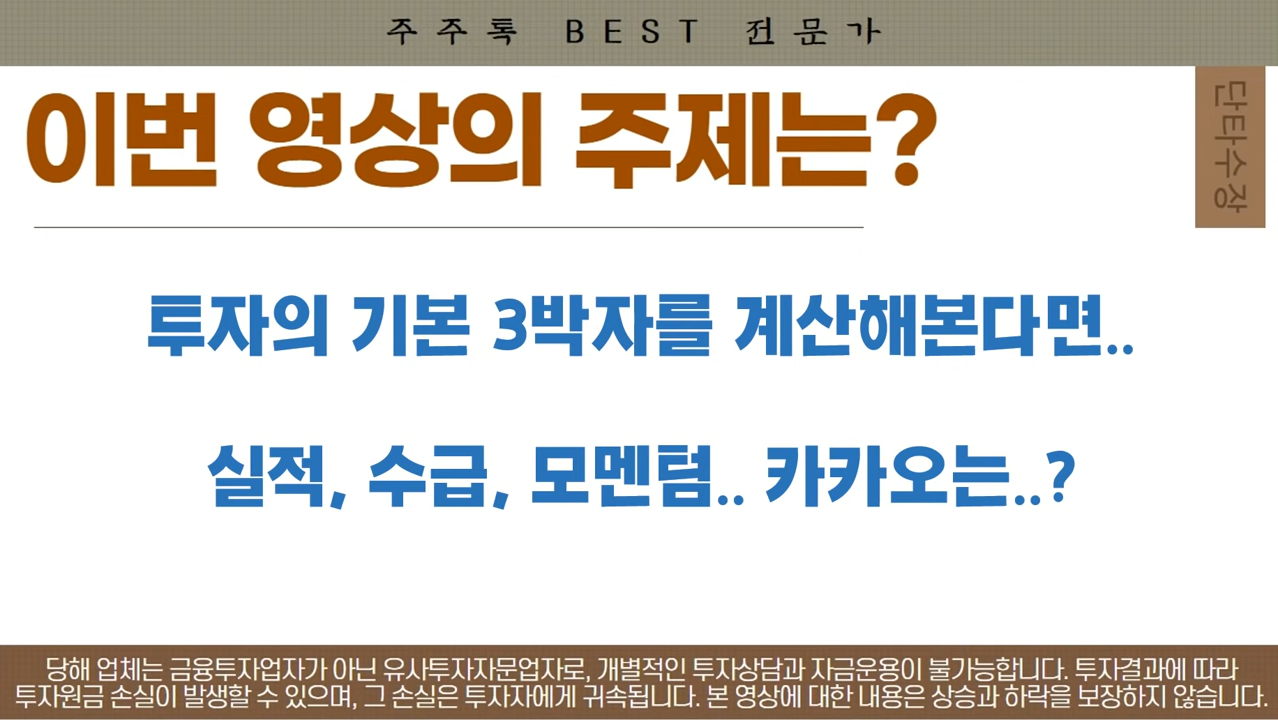 주주톡 BEST 전문가
이번 영상의 주제는?
단타수장
투자의 기본 3박자를 계산해본다면..
실적, 수급, 모멘텀.. 카카오는..?
당해 업체는 금융투자업자가 아닌 유사투자자문업자로, 개별적인 투자상담과 자금운용이 불가능합니다. 투자결과에 따라
투자원금 손실이 발생할 수 있으며, 그 손실은 투자자에게 귀속됩니다. 본 영상에 대한 내용은 상승과 하락을 보장하지 않습니다.